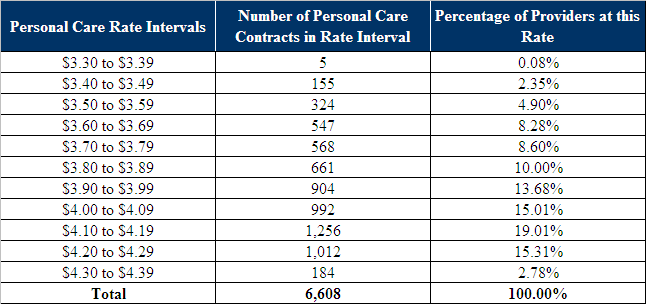 Personal Care Rate Intervals Number of Personal Care Contracts in Rate Interval Percentage of Providers at this Rate
$3.30 to $3.39 5 0.08%
$3.40 to $3.49 155 2.35%
$3.50 to $3.59 324 4.90%
$3.60 to $3.69 547 8.28%
$3.70 to $3.79 568 8.60%
$3.80 to $3.89 661 10.00%
$3.90 to $3.99 904 13.68%
$4.00 to $4.09 992 15.01%
$4.10 to $4.19 1,256 19.01%
$4.20 to $4.29 1,012 15.31%
$4.30 to $4.39 184 2.78%
Total 6,608 100.00%